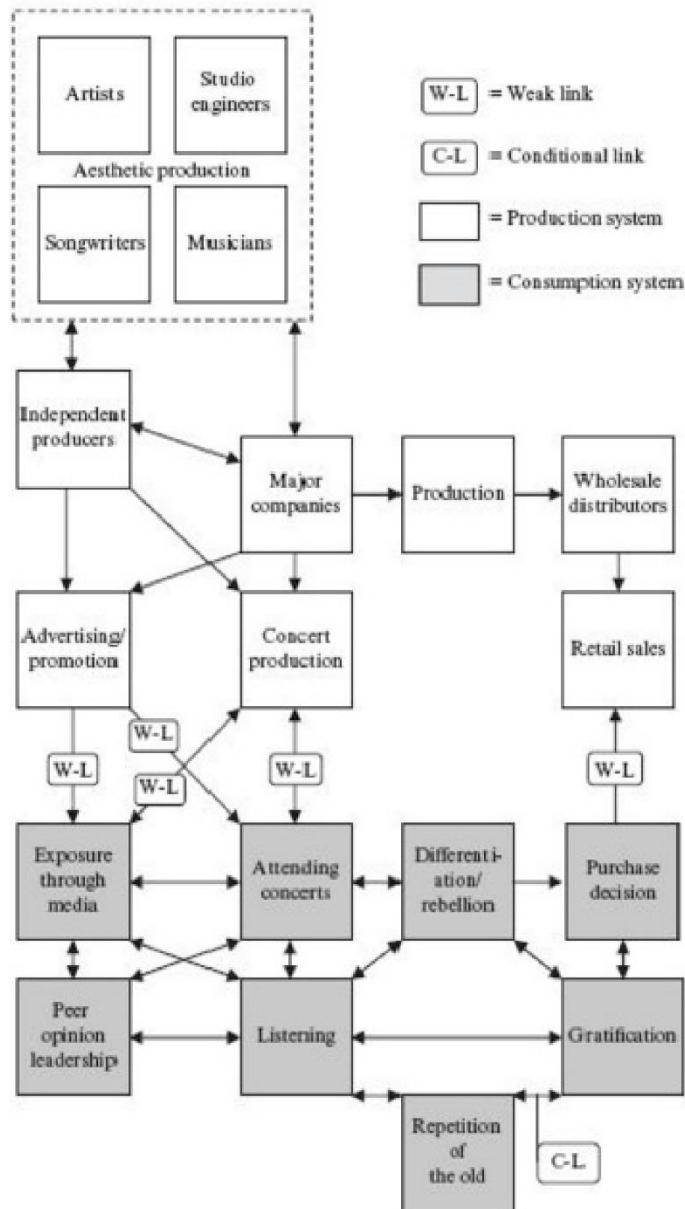 Artists
Studio
engineers
Aesthetic production
Songwriters
Musicians
W-L = Weak link
C-L = Conditional link
= Production system
= Consumption system
Independent
producers
Major
companies
Production
Wholesale
distributors
Advertising/
promotion
Concert
production
Retail sales
W-L
W-L
W-L
W-L
W-L
Exposure
through
media
Attending
concerts
Differenti-
ation/
rebellion
Purchase
decision
Peer
opinion
leadership
Listening
Gratification
Repetition
of
the old
C-L